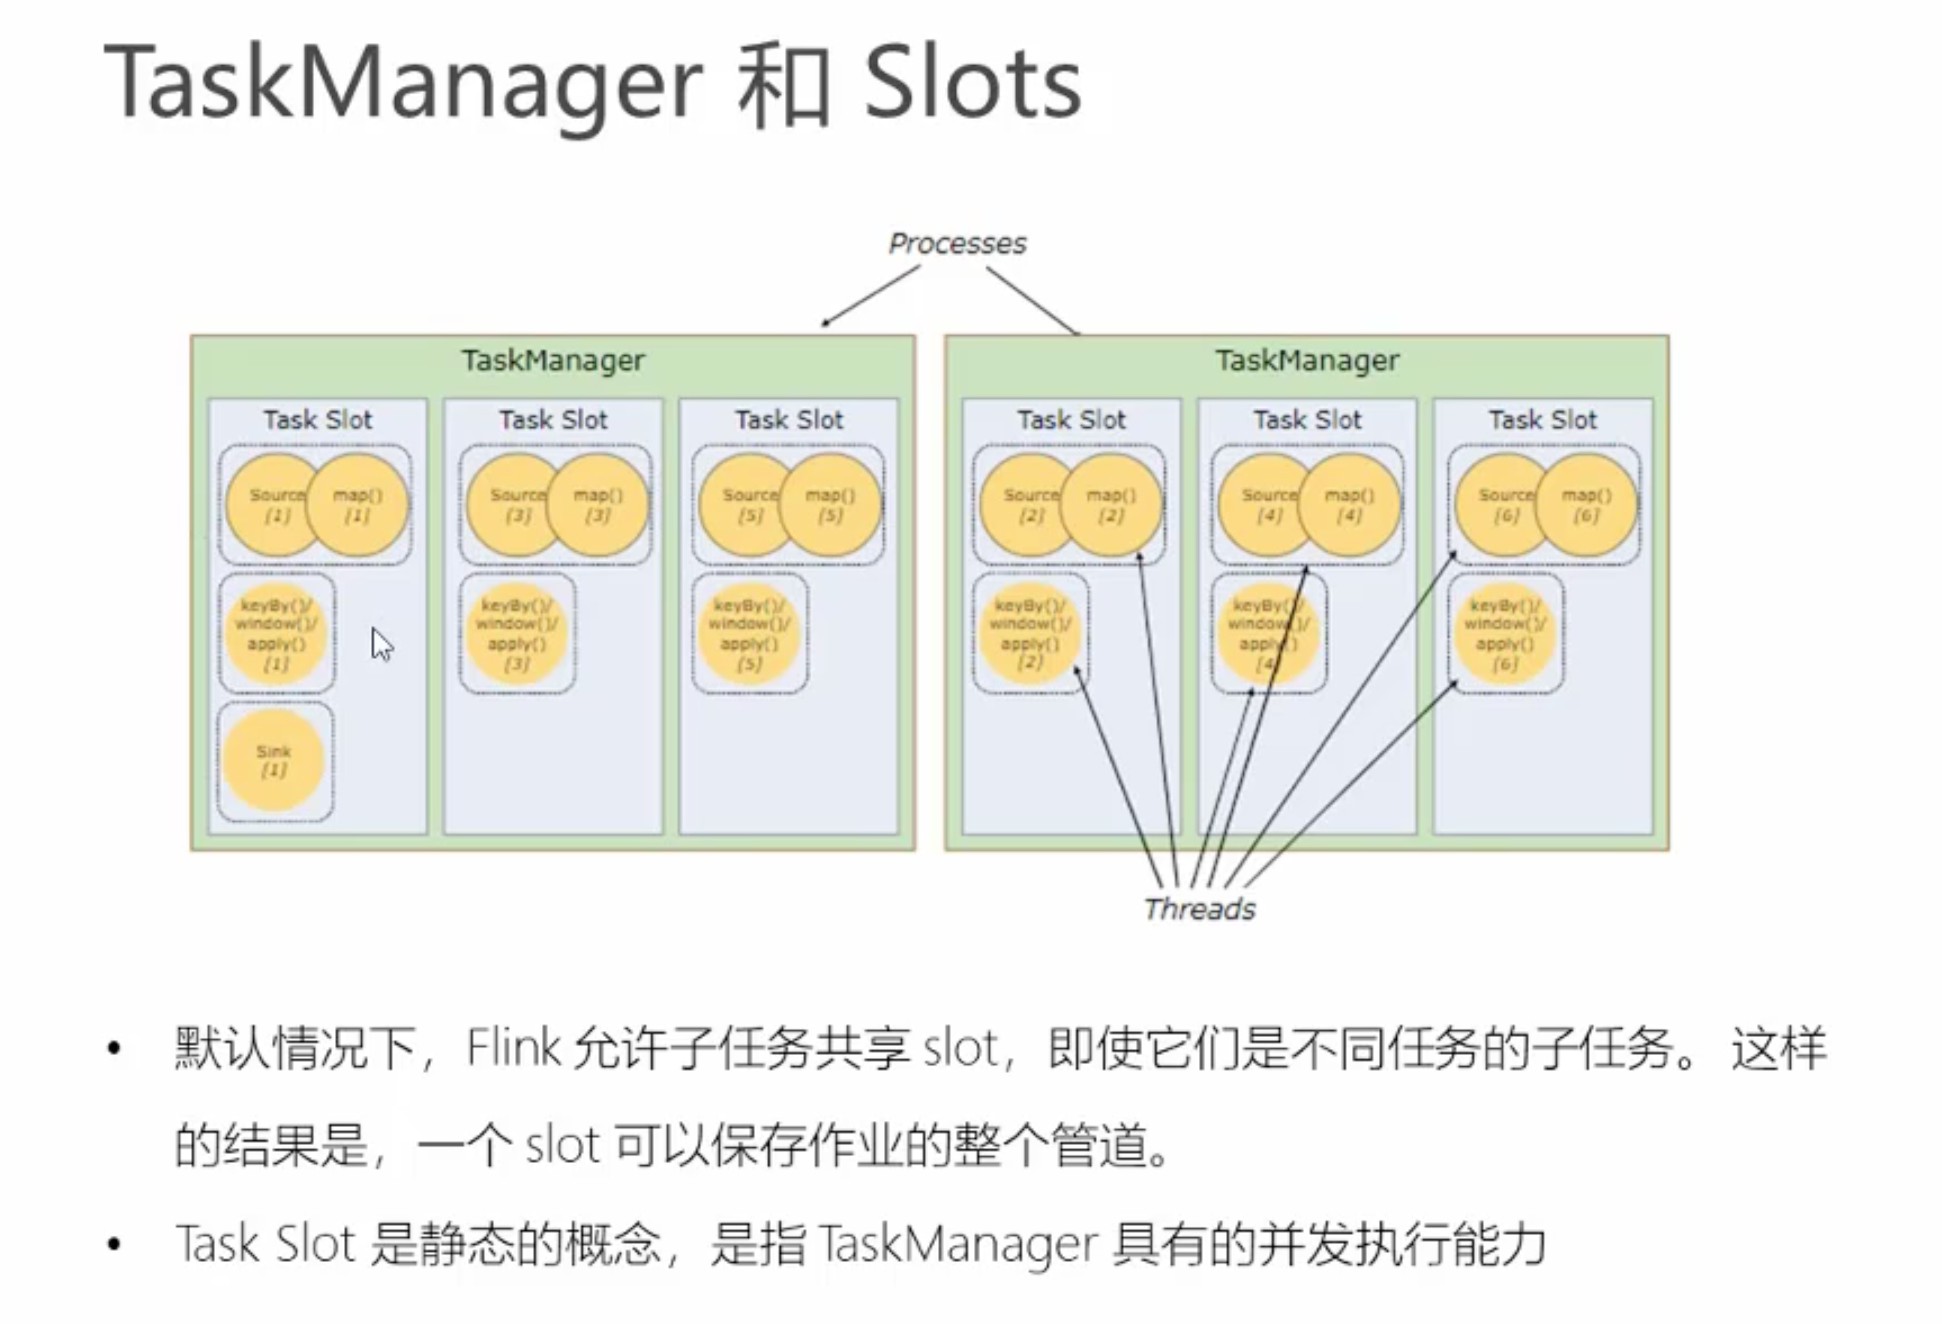 TaskManager 和 Slots
Processes
TaskManager
TaskManager
Task Slot
Task Slot
Task Slot
Task Slot
Task Slot
Task Slot
Source
[1]
map()
[1]
Source
[3]
map()
[3]
Source
[5]
map()
[5]
Source
[2]
map()
[2]
Source
[4]
map()
[4]
Source
[6]
map()
[6]
keyBy()/
window()/
apply()
[1]
keyBy()/
window()/
apply()
[3]
keyBy()/
window()/
apply()
[5]
keyBy()/
window()/
apply()
[2]
keyBy()/
window()/
apply()
[4]
keyBy()/
window()/
apply()
[6]
Sink
[1]
Threads
• 默认情况下，Flink 允许子任务共享 slot，即使它们是不同任务的子任务。 这样
的结果是，一个 slot 可以保存作业的整个管道。
• Task Slot 是静态的概念，是指 TaskManager 具有的并发执行能力